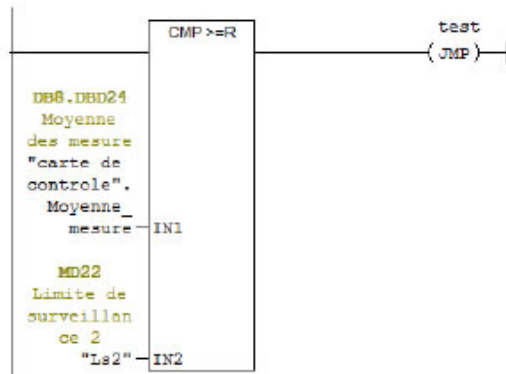 CMP >=R
test
(JMP)
DB8.DBD24
Moyenne
des mesure
"carte de
controle".
Moyenne_
mesure
IN1
MD22
Limite de
surveillan
ce 2
"Ls2"
IN2